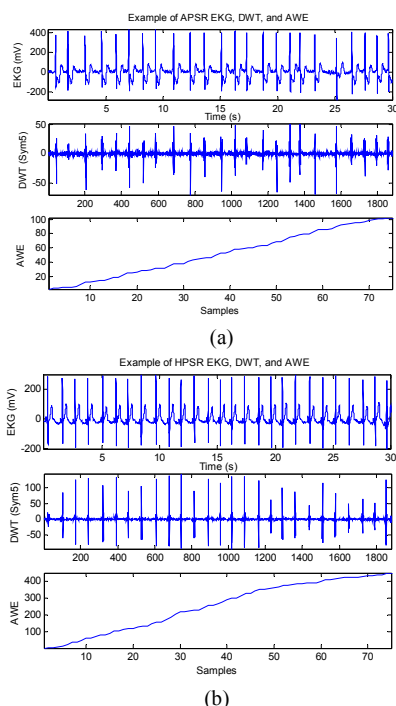 Example of APSR EKG, DWT, and AWE
EKG (mV)
400
200
0
-200
5 10 15 20 25 30
Time (s)
DWT (Sym5)
50
0
-50
200 400 600 800 1000 1200 1400 1600 1800
AWE
100
80
60
40
20
10 20 30 40 50 60 70
Samples
(a)
Example of HPSR EKG, DWT, and AWE
EKG (mV)
200
0
-200
5 10 15 20 25 30
Time (s)
DWT (Sym5)
100
50
0
-50
200 400 600 800 1000 1200 1400 1600 1800
AWE
400
300
200
100
10 20 30 40 50 60 70
Samples
(b)